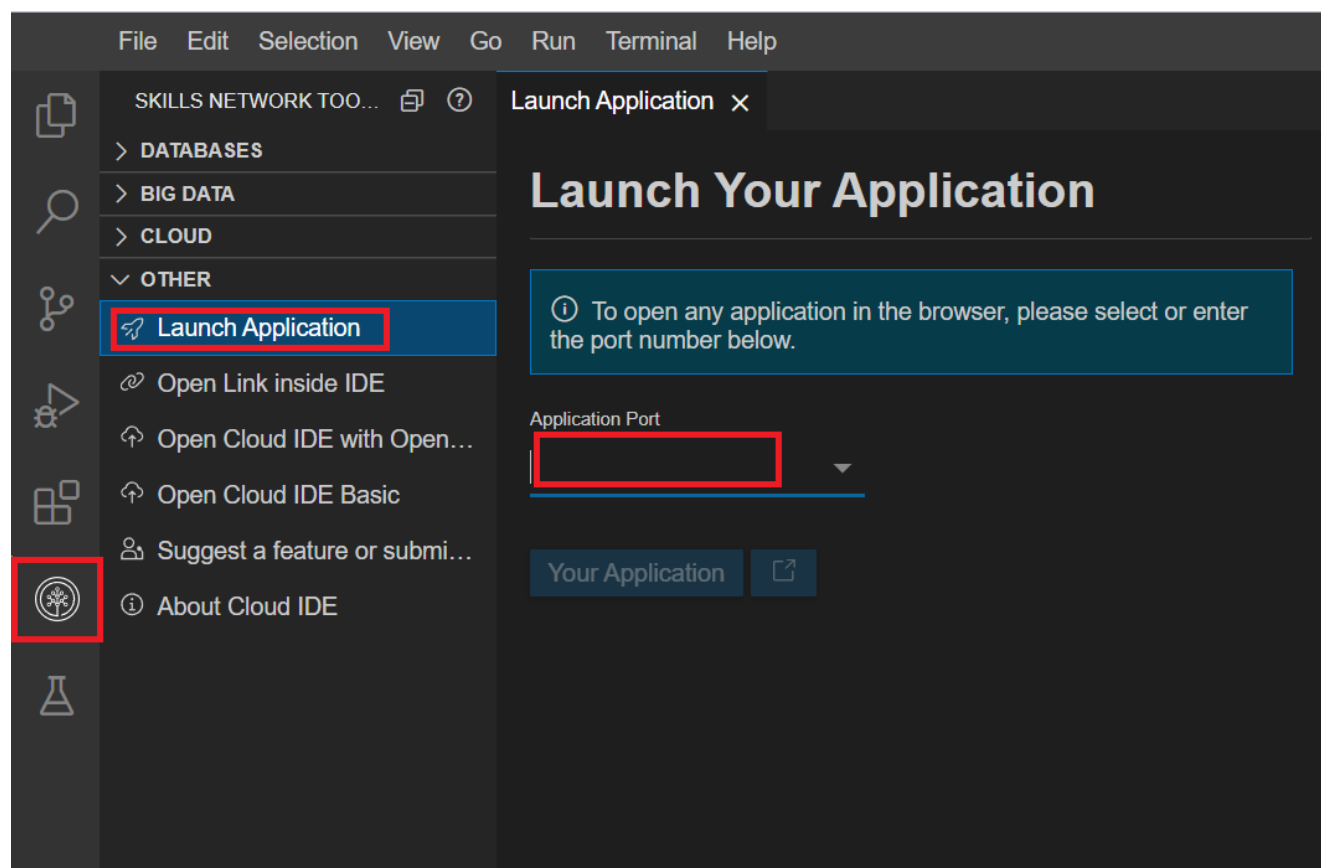 File Edit Selection View Go Run Terminal Help
SKILLS NETWORK TOO...
DATABASES
BIG DATA
CLOUD
OTHER
Launch Application
Open Link inside IDE
Open Cloud IDE with Open...
Open Cloud IDE Basic
Suggest a feature or submi...
About Cloud IDE
Launch Application
Launch Your Application
To open any application in the browser, please select or enter
the port number below.
Application Port
Your Application